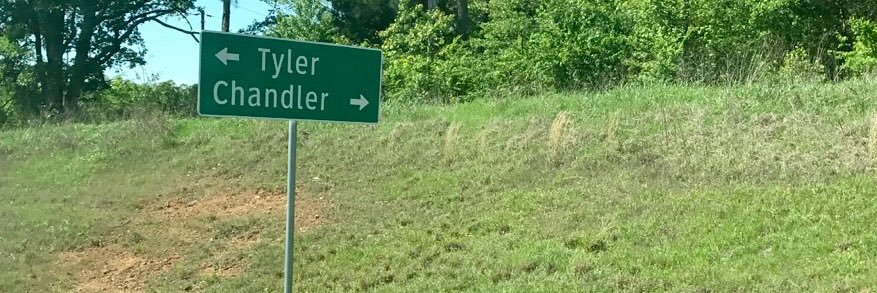 ← Tyler
Chandler →